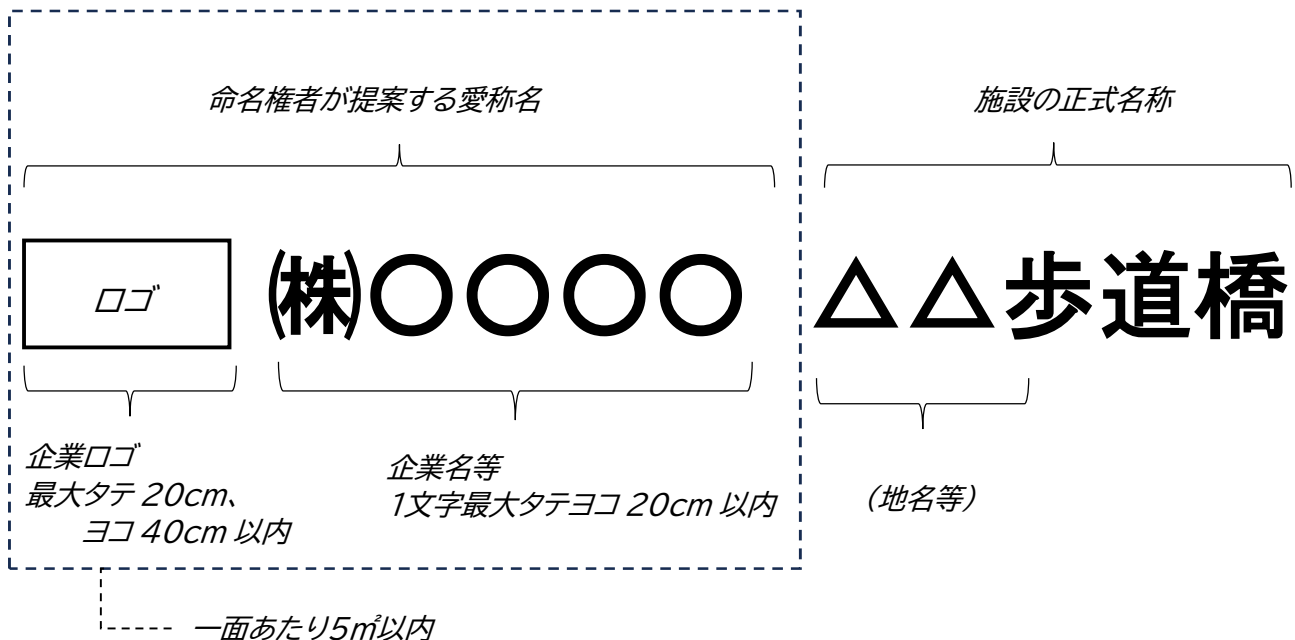 命名権者が提案する愛称名
施設の正式名称
ロゴ
㈱○○○○
△△歩道橋
企業ロゴ
最大タテ 20cm、
ヨコ 40cm 以内
企業名等
1文字最大タテヨコ 20cm 以内
（地名等）
一面あたり5㎡以内